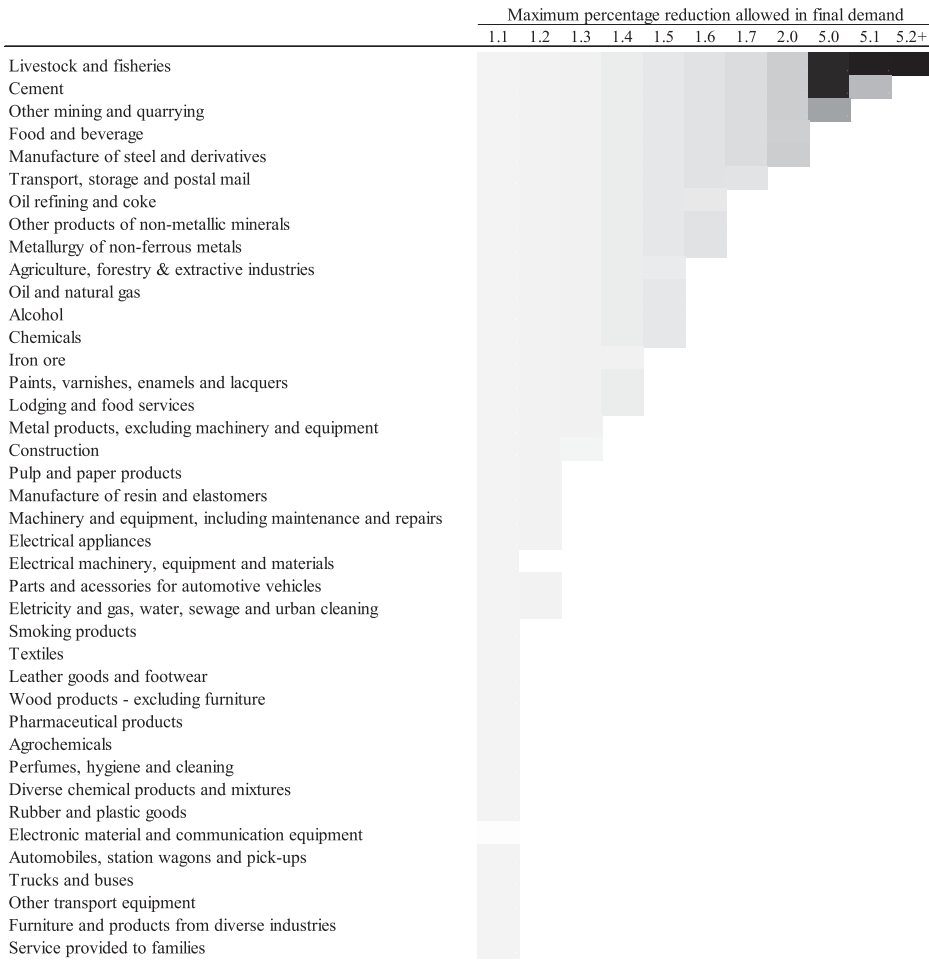 Maximum percentage reduction allowed in final demand
1.1 1.2 1.3 1.4 1.5 1.6 1.7 2.0 5.0 5.1 5.2+
Livestock and fisheries
Cement
Other mining and quarrying
Food and beverage
Manufacture of steel and derivatives
Transport, storage and postal mail
Oil refining and coke
Other products of non-metallic minerals
Metallurgy of non-ferrous metals
Agriculture, forestry & extractive industries
Oil and natural gas
Alcohol
Chemicals
Iron ore
Paints, varnishes, enamels and lacquers
Lodging and food services
Metal products, excluding machinery and equipment
Construction
Pulp and paper products
Manufacture of resin and elastomers
Machinery and equipment, including maintenance and repairs
Electrical appliances
Electrical machinery, equipment and materials
Parts and acessories for automotive vehicles
Eletricity and gas, water, sewage and urban cleaning
Smoking products
Textiles
Leather goods and footwear
Wood products - excluding furniture
Pharmaceutical products
Agrochemicals
Perfumes, hygiene and cleaning
Diverse chemical products and mixtures
Rubber and plastic goods
Electronic material and communication equipment
Automobiles, station wagons and pick-ups
Trucks and buses
Other transport equipment
Furniture and products from diverse industries
Service provided to families